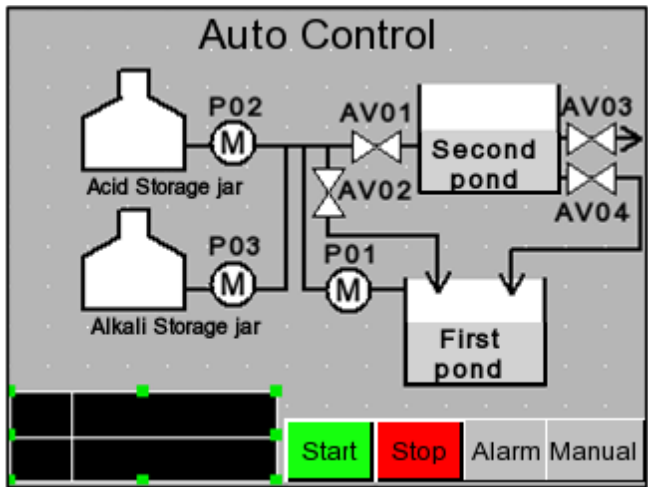 Auto Control
P02
M
Acid Storage jar
AV01
Second
pond
AV03
AV02
AV04
P03
M
Alkali Storage jar
P01
M
First
pond
Start
Stop
Alarm
Manual